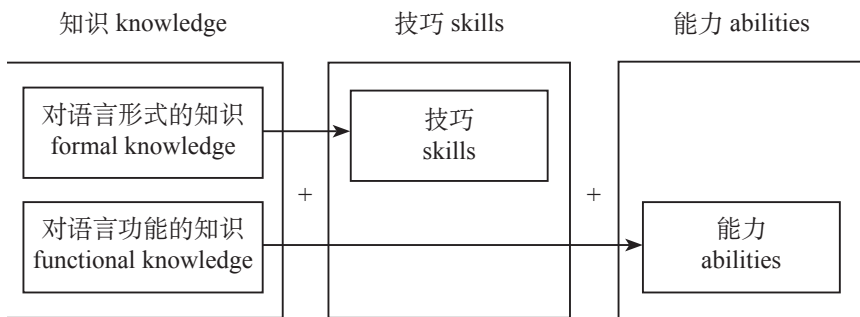 知识 knowledge
技巧 skills
能力 abilities
对语言形式的知识
formal knowledge
技巧
skills
+
+
对语言功能的知识
functional knowledge
能力
abilities